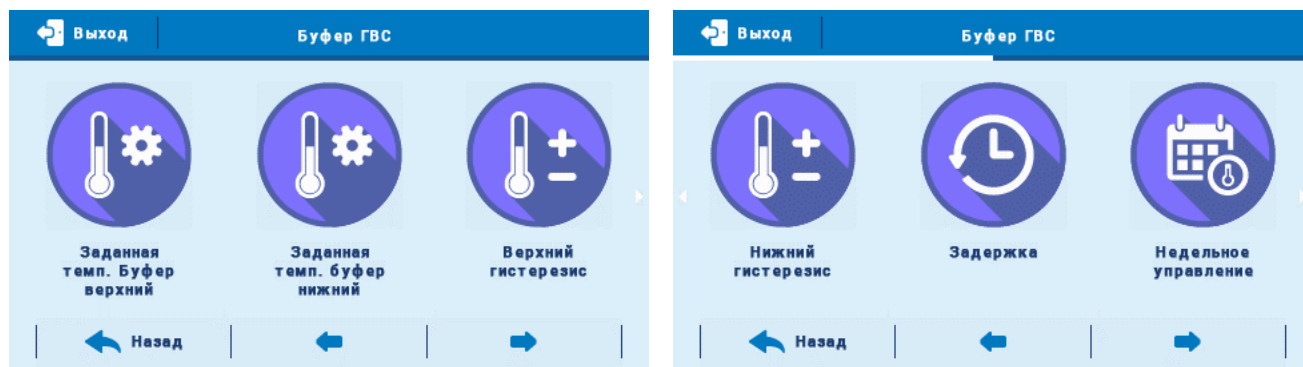 Выход
Буфер ГВС
Заданная
темп. Буфер
верхний
Заданная
темп. буфер
нижний
Верхний
гистерезис
Назад
Выход
Буфер ГВС
Нижний
гистерезис
Задержка
Недельное
управление
Назад